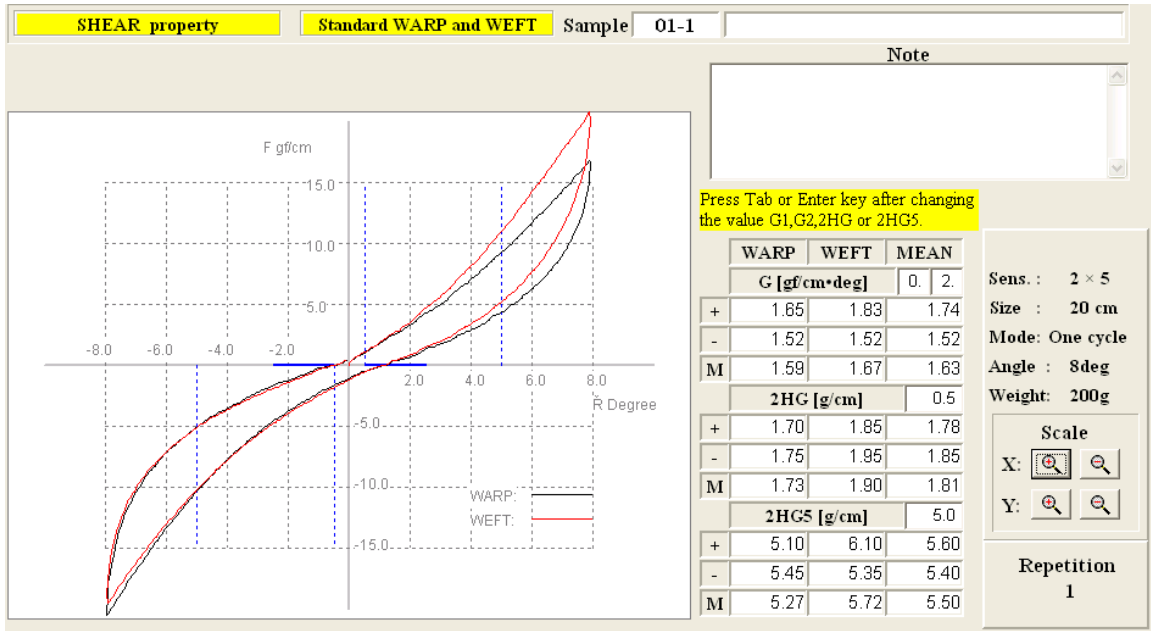 SHEAR property
Standard WARP and WEFT
Sample 01-1
Note
F gf/cm
15.0
10.0
5.0
-8.0 -6.0 -4.0 -2.0
2.0 4.0 6.0 8.0
Ř Degree
-5.0
-10.0
-15.0
WARP:
WEFT:
Press Tab or Enter key after changing
the value G1,G2,2HG or 2HG5.
WARP WEFT MEAN
G [gf/cm•deg] 0. 2.
+ 1.65 1.83 1.74
- 1.52 1.52 1.52
M 1.59 1.67 1.63
2HG [g/cm] 0.5
+ 1.70 1.85 1.78
- 1.75 1.95 1.85
M 1.73 1.90 1.81
2HG5 [g/cm] 5.0
+ 5.10 6.10 5.60
- 5.45 5.35 5.40
M 5.27 5.72 5.50
Sens. : 2 × 5
Size : 20 cm
Mode: One cycle
Angle : 8deg
Weight: 200g
Scale
X:
Y:
Repetition
1